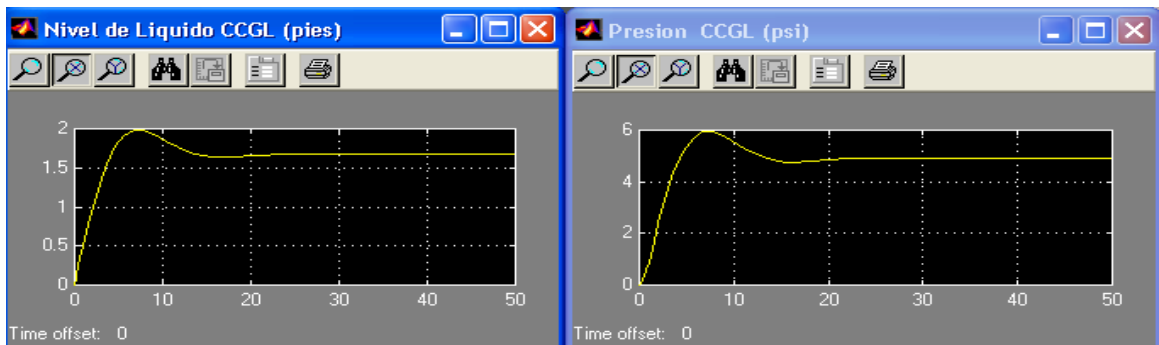 Nivel de Liquido CCGL (pies)
2
1.5
1
0.5
0
0 10 20 30 40 50
Time offset: 0
Presion CCGL (psi)
6
4
2
0
0 10 20 30 40 50
Time offset: 0